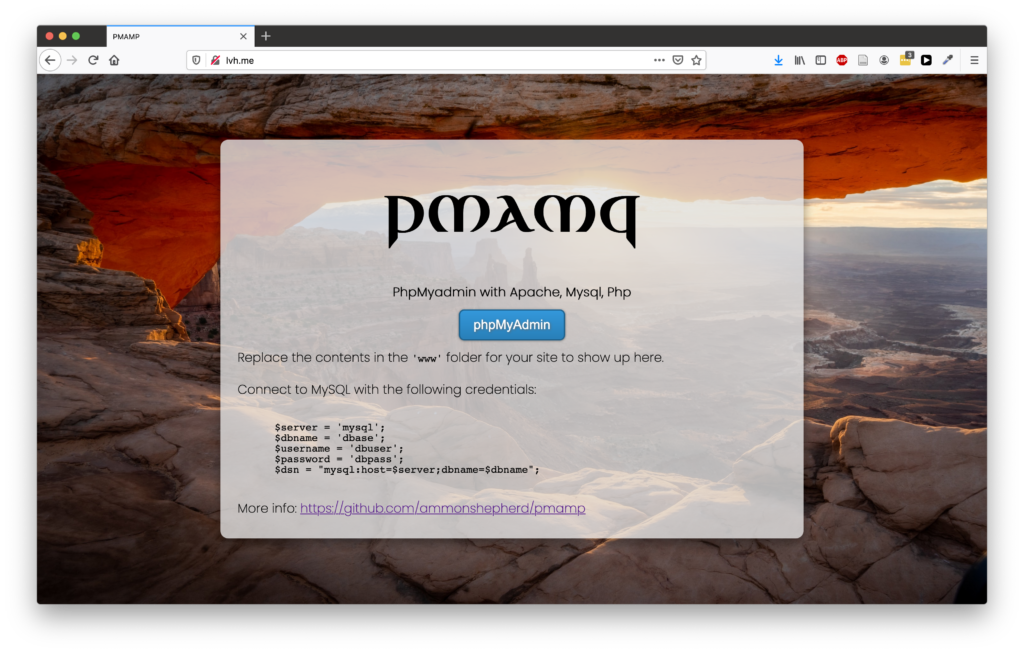 PMAMP
lvh.me
ABP
3
pmamp
PhpMyadmin with Apache, Mysql, Php
phpMyAdmin
Replace the contents in the 'www' folder for your site to show up here.
Connect to MySQL with the following credentials:
$server = 'mysql';
$dbname = 'dbase';
$username = 'dbuser';
$password = 'dbpass';
$dsn = "mysql:host=$server;dbname=$dbname";
More info: https://github.com/ammonshepherd/pmamp